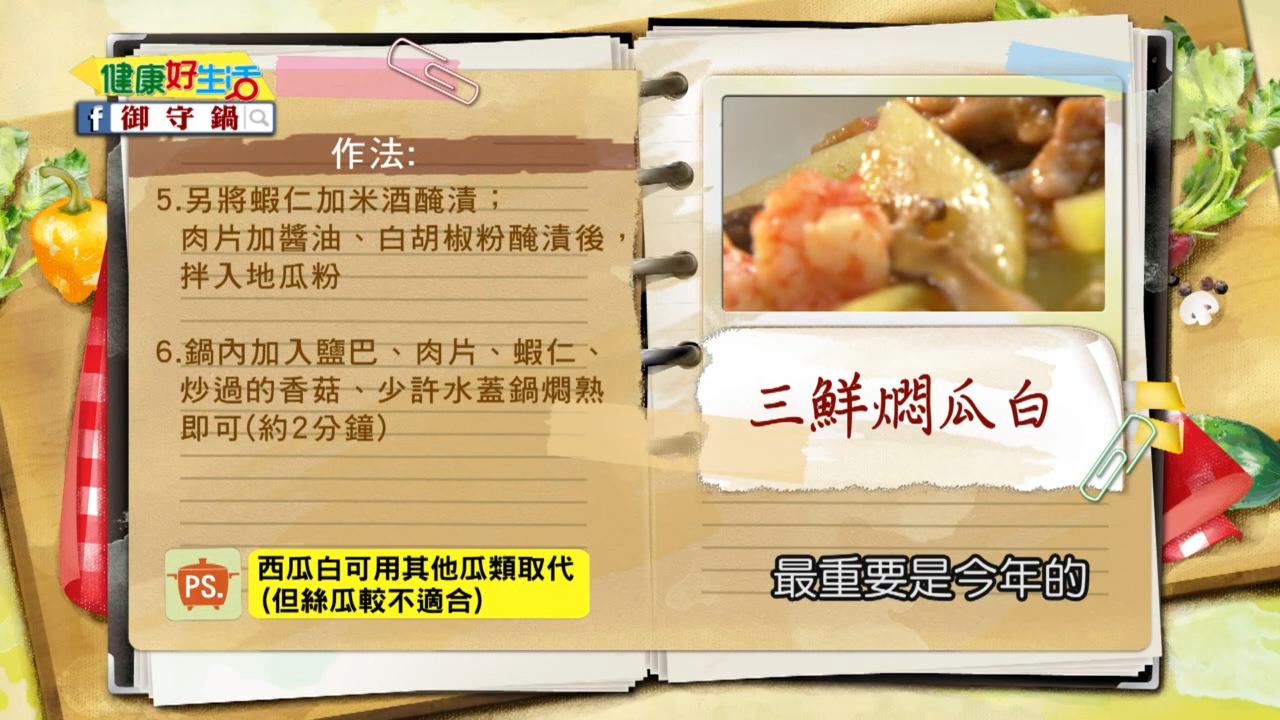 健康好生活
f 御守鍋
作法:
5.另將蝦仁加米酒醃漬；
肉片加醬油、白胡椒粉醃漬後，
拌入地瓜粉
6.鍋內加入鹽巴、肉片、蝦仁、
炒過的香菇、少許水蓋鍋燜熟
即可(約2分鐘)
PS.
西瓜白可用其他瓜類取代
(但絲瓜較不適合)
三鮮燜瓜白
最重要是今年的